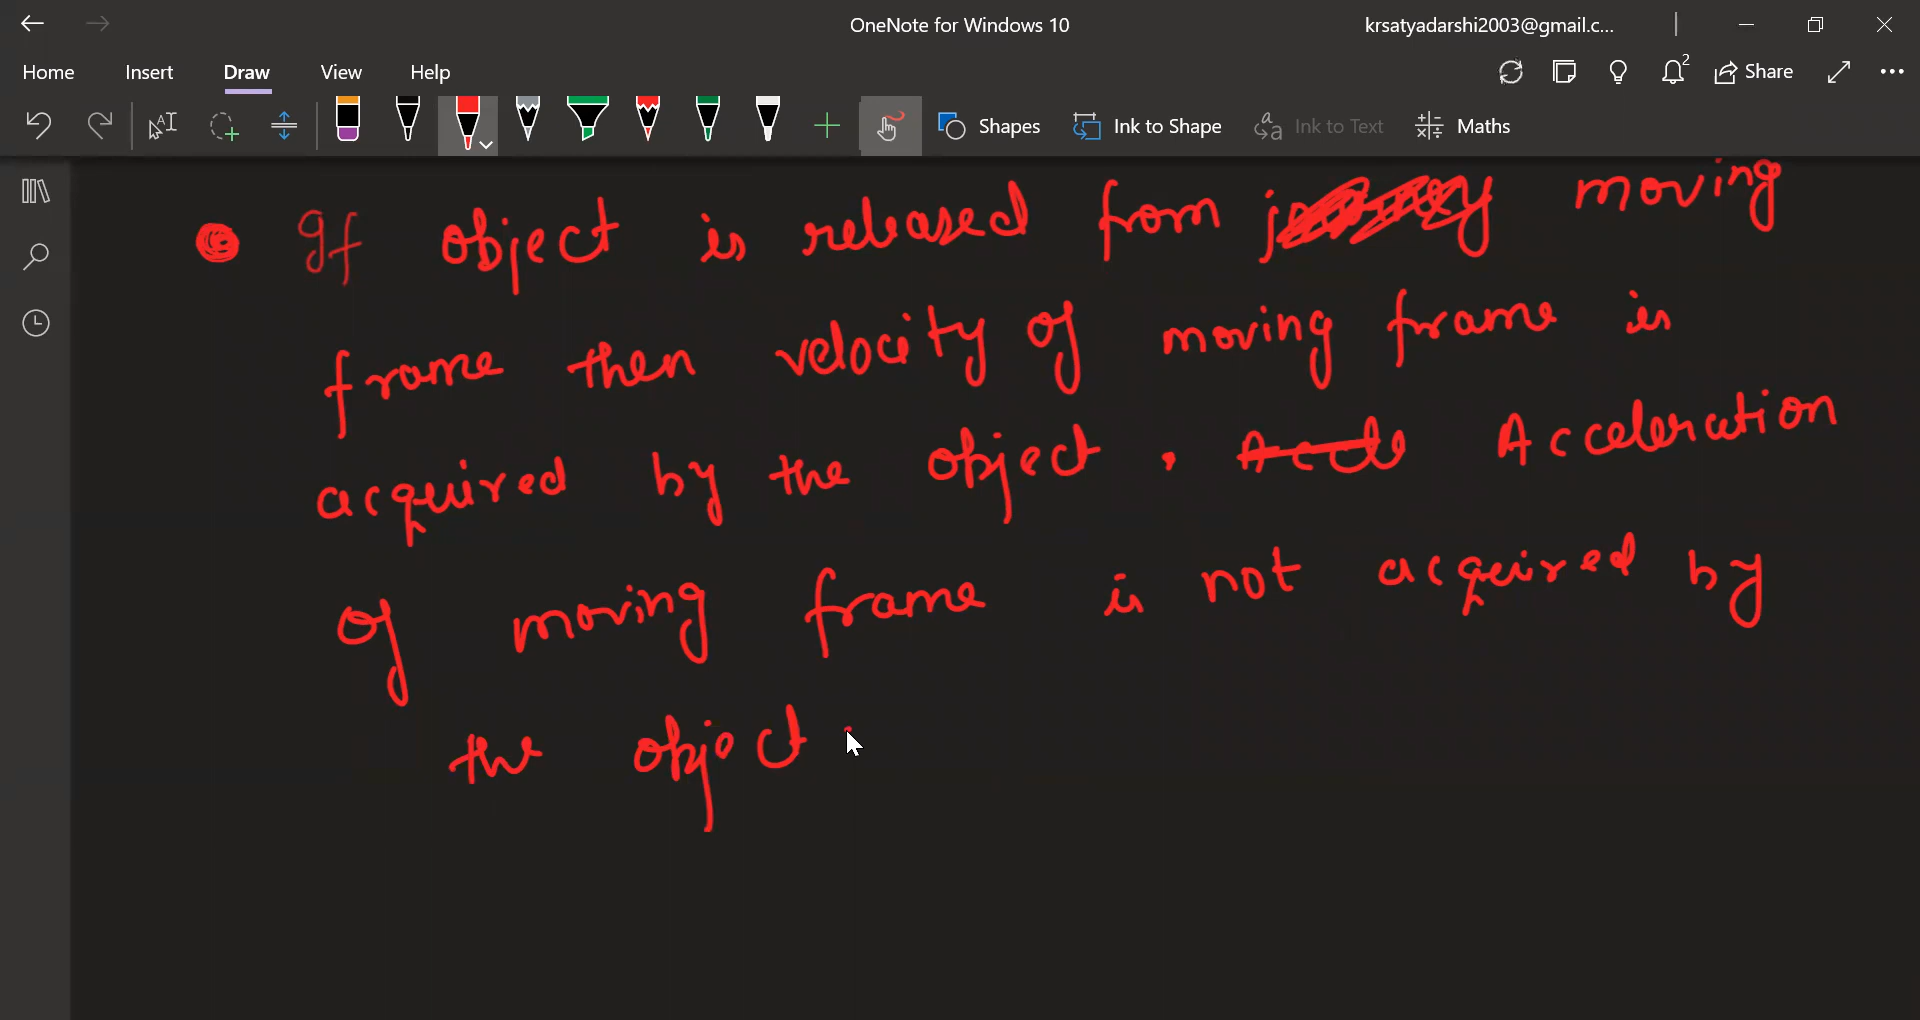 OneNote for Windows 10
krsatyadarshi2003@gmail.c...
Home Insert Draw View Help
2 Share
Shapes Ink to Shape Ink to Text Maths
If object is released from moving
frame then velocity of moving frame is
acquired by the object. Accele Acceleration
of moving frame is not acquired by
the object.